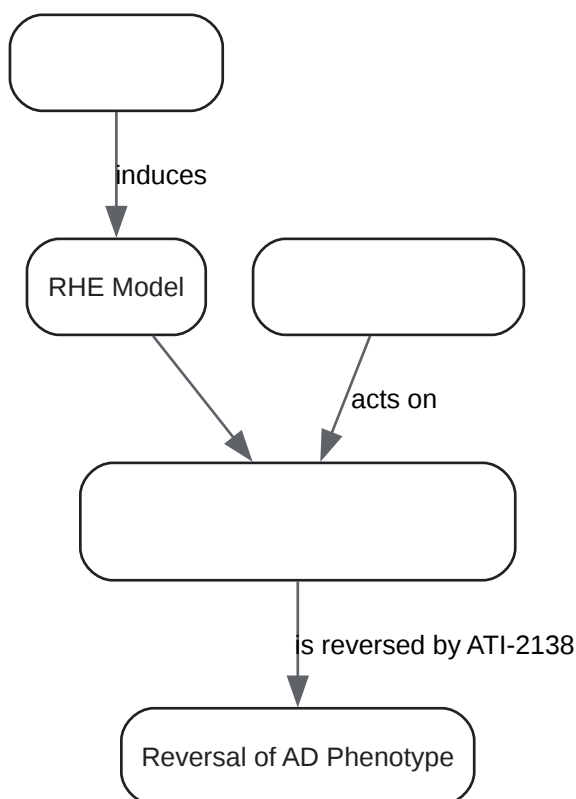 induces
RHE Model
acts on
is reversed by ATI-2138
Reversal of AD Phenotype